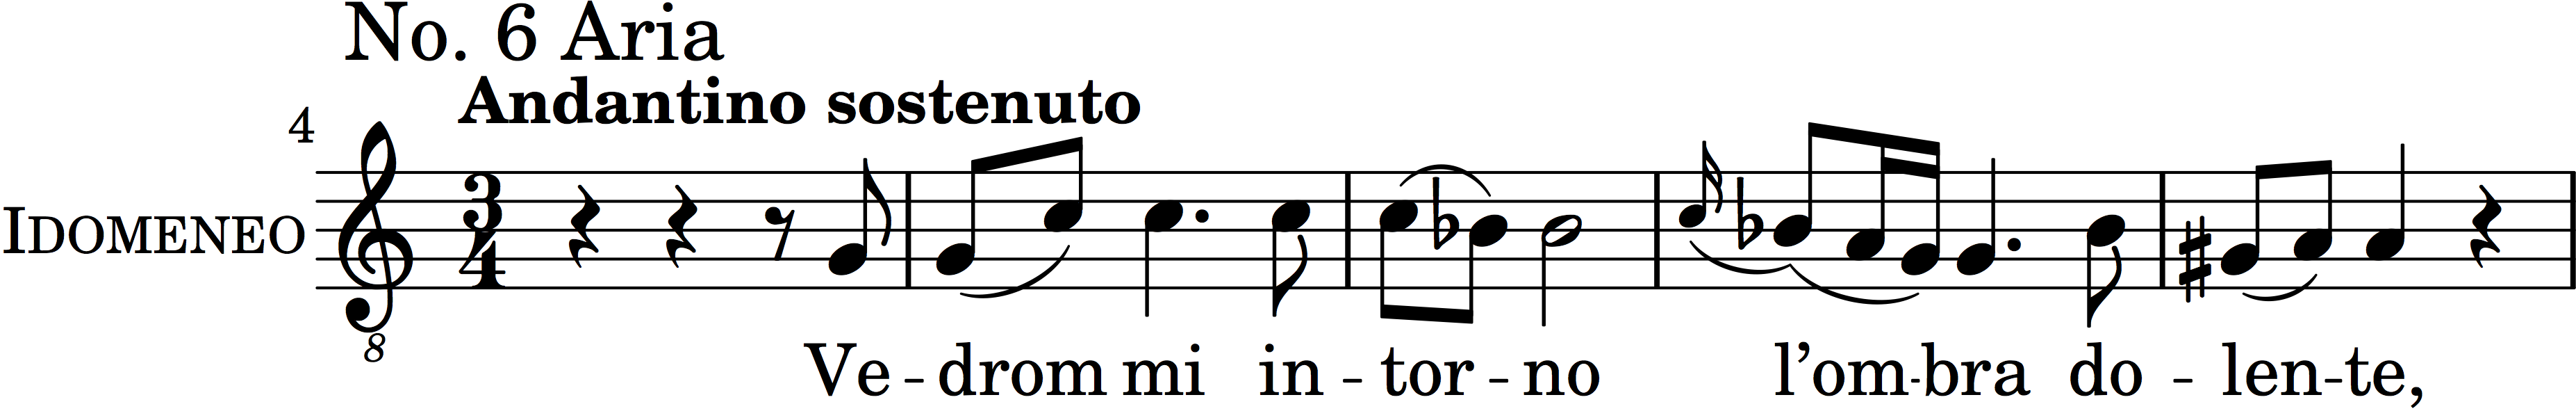 No. 6 Aria
Andantino sostenuto
4
IDOMENEO
3
4
8
Ve - drom mi in - tor - no l’om - bra do - len - te,